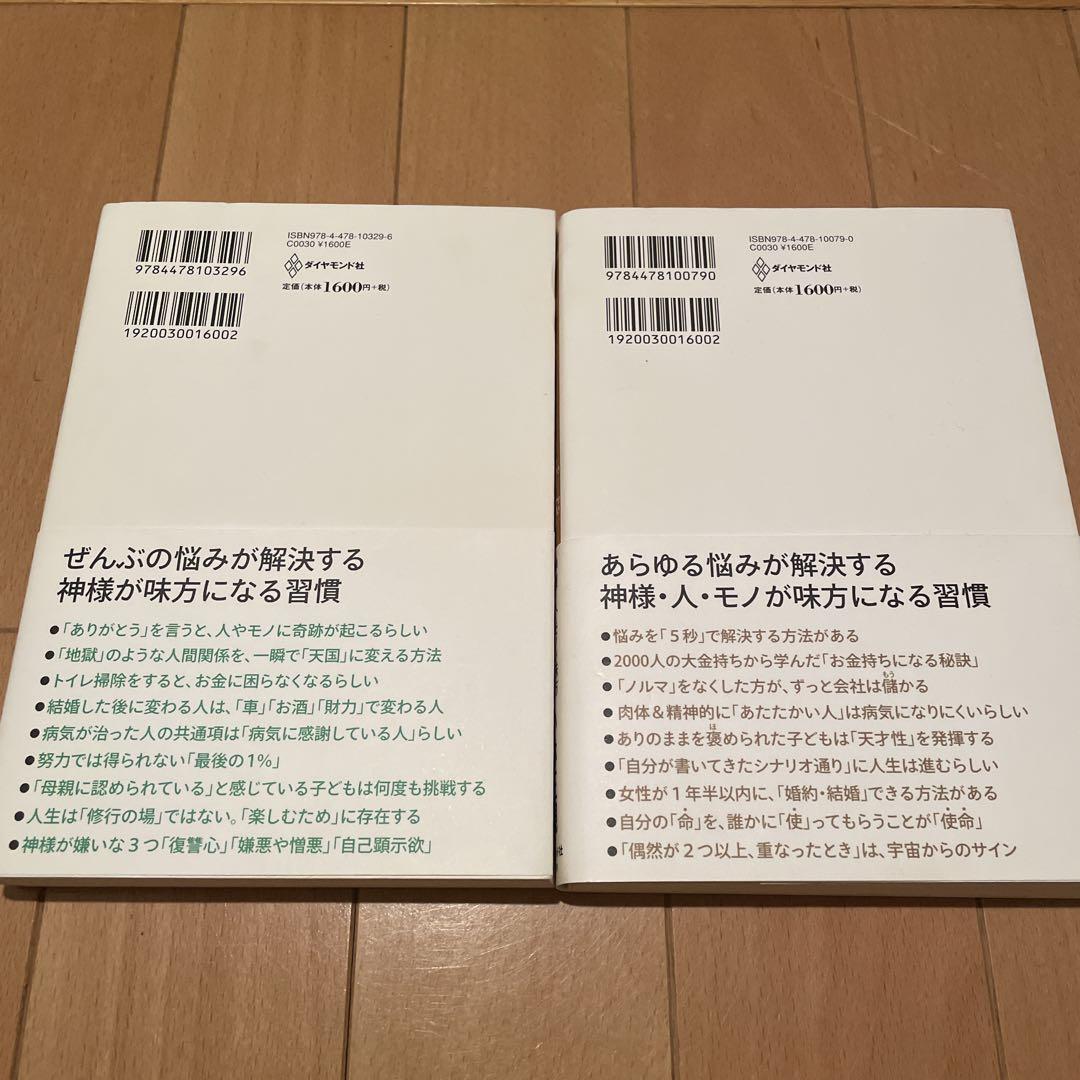 ISBN978-4-478-10329-6
C0030 ¥1600E
9784478103296
ダイヤモンド社
定価(本体1600円+税)
1920030016002
ぜんぶの悩みが解決する
神様が味方になる習慣
●「ありがとう」を言うと、人やモノに奇跡が起こるらしい
●「地獄」のような人間関係を、一瞬で「天国」に変える方法
●トイレ掃除をすると、お金に困らなくなるらしい
●結婚した後に変わる人は、「車」「お酒」「財力」で変わる人
●病気が治った人の共通項は「病気に感謝している人」らしい
●努力では得られない「最後の1%」
●「母親に認められている」と感じている子どもは何度も挑戦する
●人生は「修行の場」ではない。「楽しむため」に存在する
●神様が嫌いな3つ「復讐心」「嫌悪や憎悪」「自己顕示欲」
ISBN978-4-478-10079-0
C0030 ¥1600E
9784478100790
ダイヤモンド社
定価(本体1600円+税)
1920030016002
あらゆる悩みが解決する
神様・人・モノが味方になる習慣
●悩みを「5秒」で解決する方法がある
●2000人の大金持ちから学んだ「お金持ちになる秘訣」
もう
●「ノルマ」をなくした方が、ずっと会社は儲かる
●肉体&精神的に「あたたかい人」は病気になりにくいらしい
ほ
●ありのままを褒められた子どもは「天才性」を発揮する
●「自分が書いてきたシナリオ通り」に人生は進むらしい
●女性が1年半以内に、「婚約・結婚」できる方法がある
●自分の「命」を、誰かに「使」ってもらうことが「使命」
●「偶然が2つ以上、重なったとき」は、宇宙からのサイン